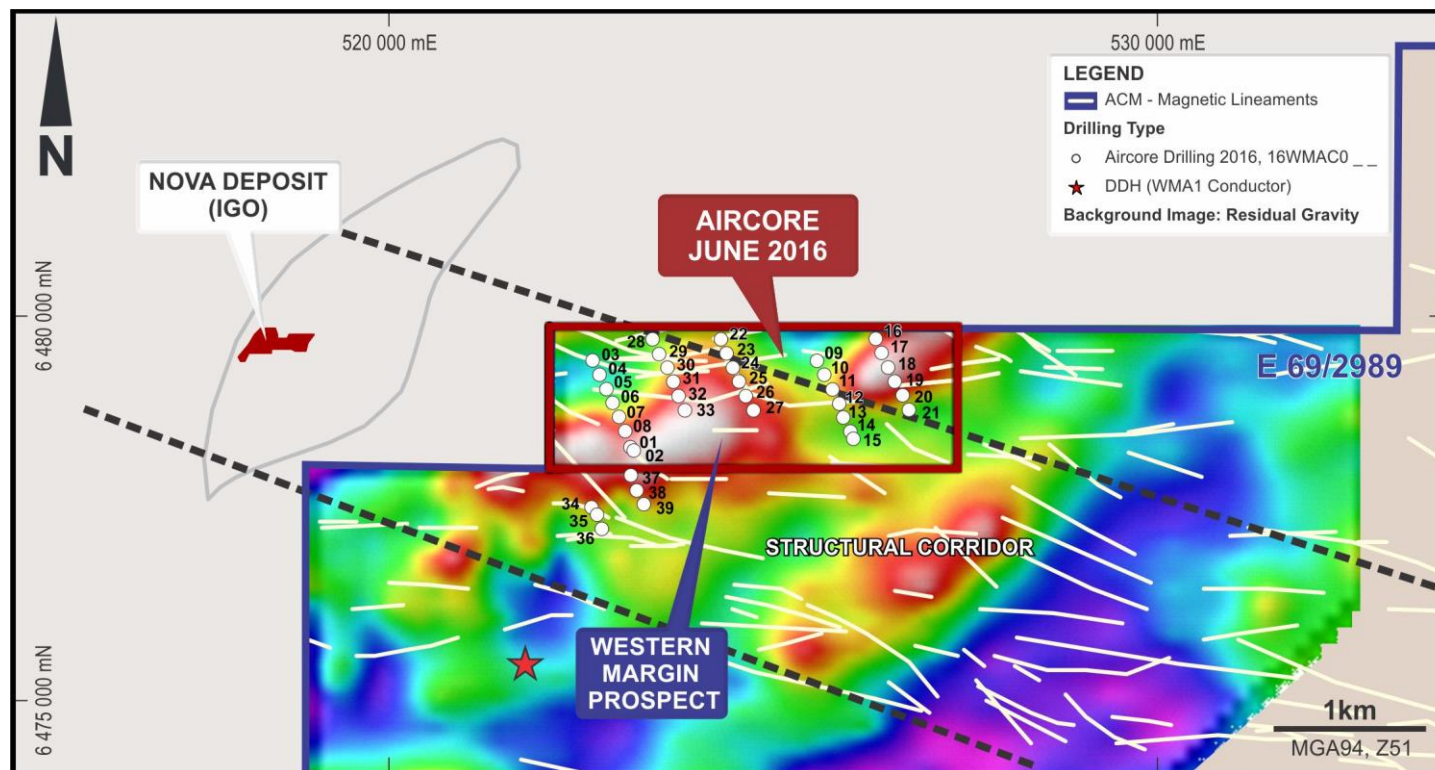 520 000 mE
530 000 mE
N
NOVA DEPOSIT
(IGO)
AIRCORE
JUNE 2016
LEGEND
ACM - Magnetic Lineaments
Drilling Type
Aircore Drilling 2016, 16WMAC0 _ _
DDH (WMA1 Conductor)
Background Image: Residual Gravity
6 480 000 mN
E 69/2989
28
29
30
31
32
33
22
23
24
25
26
27
16
17
18
19
20
21
03
04
05
06
07
08
01
02
09
10
11
12
13
14
15
37
38
39
34
35
36
STRUCTURAL CORRIDOR
WESTERN
MARGIN
PROSPECT
6 475 000 mN
1km
MGA94, Z51